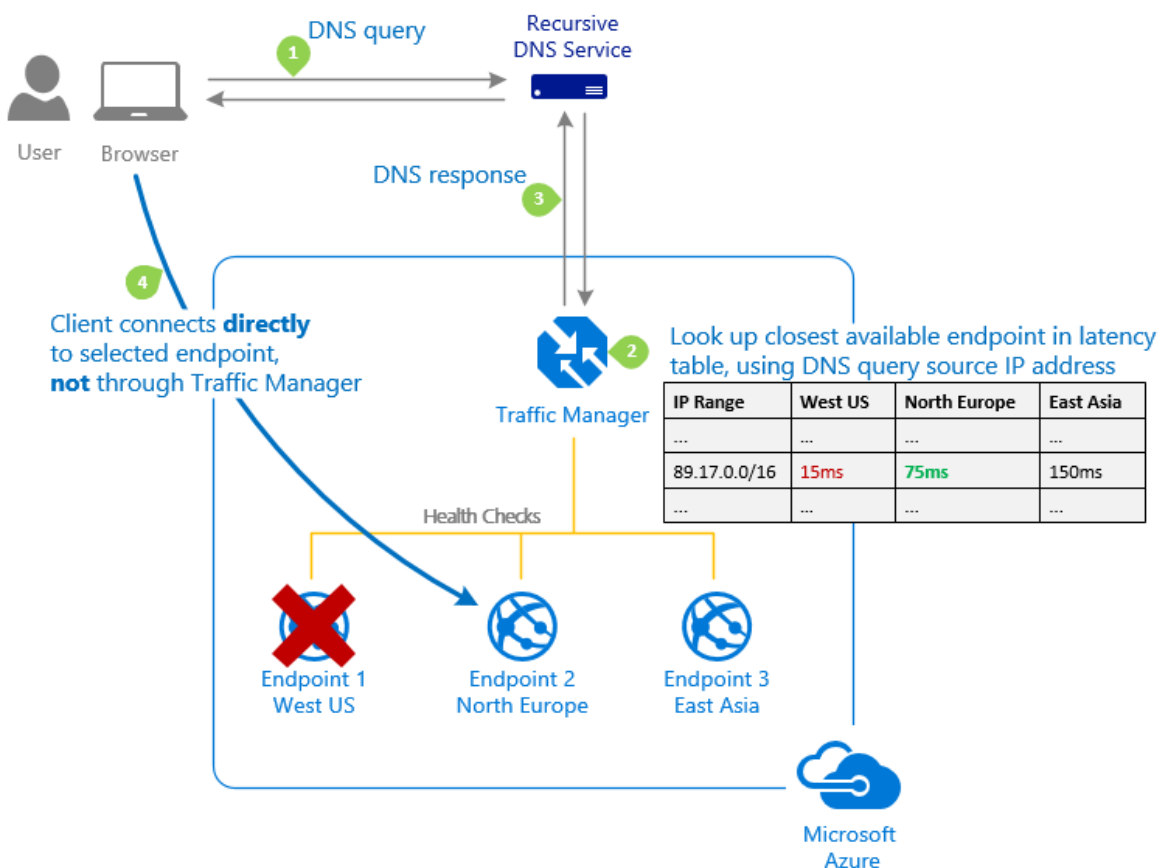 DNS query
1
Recursive
DNS Service
User
Browser
DNS response
3
4
Client connects directly
to selected endpoint,
not through Traffic Manager
2
Look up closest available endpoint in latency
table, using DNS query source IP address
Traffic Manager
IP Range West US North Europe East Asia
... ... ... ...
89.17.0.0/16 15ms 75ms 150ms
... ... ... ...
Health Checks
Endpoint 1
West US
Endpoint 2
North Europe
Endpoint 3
East Asia
Microsoft
Azure